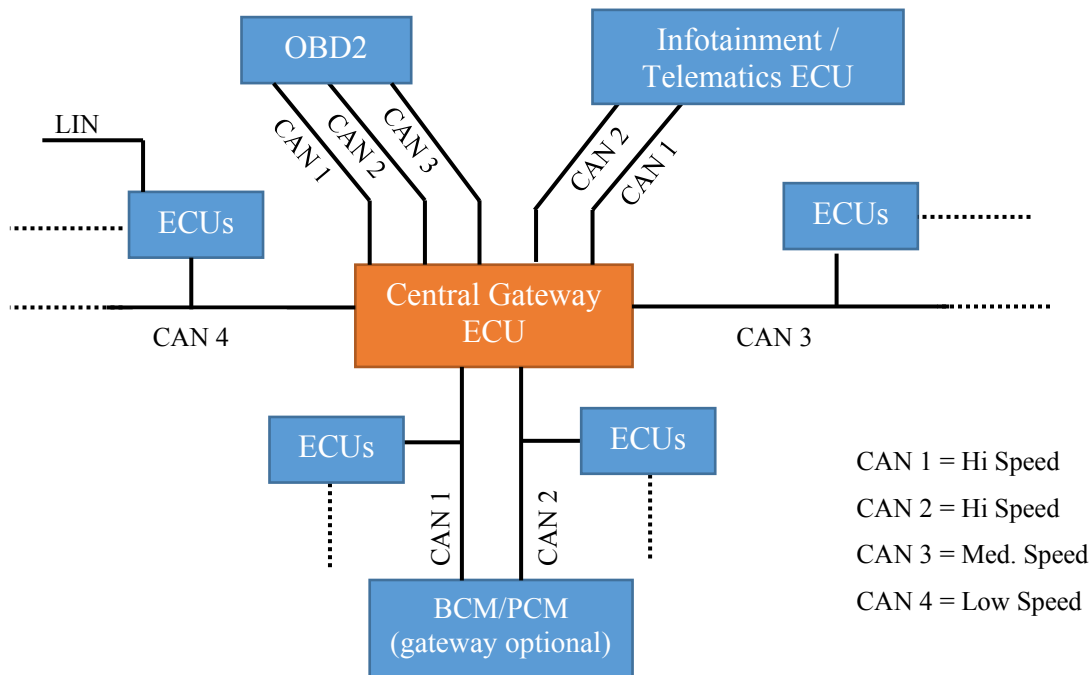 OBD2
Infotainment /
Telematics ECU
LIN
CAN 1
CAN 2
CAN 3
CAN 2
CAN 1
ECUs
ECUs
Central Gateway
ECU
CAN 4
CAN 3
ECUs
ECUs
CAN 1
CAN 2
BCM/PCM
(gateway optional)
CAN 1 = Hi Speed
CAN 2 = Hi Speed
CAN 3 = Med. Speed
CAN 4 = Low Speed